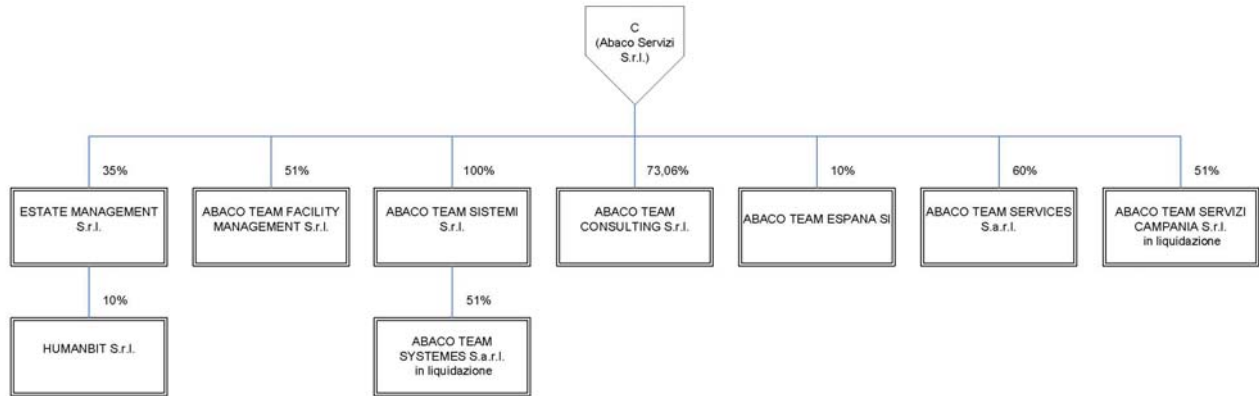 C
(Abaco Servizi
S.r.l.)
35%
51%
100%
73,06%
10%
60%
51%
ESTATE MANAGEMENT
S.r.l.
ABACO TEAM FACILITY
MANAGEMENT S.r.l.
ABACO TEAM SISTEMI
S.r.l.
ABACO TEAM
CONSULTING S.r.l.
ABACO TEAM ESPANA Sl
ABACO TEAM SERVICES
S.a.r.l.
ABACO TEAM SERVIZI
CAMPANIA S.r.l.
in liquidazione
10%
51%
HUMANBIT S.r.l.
ABACO TEAM
SYSTEMES S.a.r.l.
in liquidazione